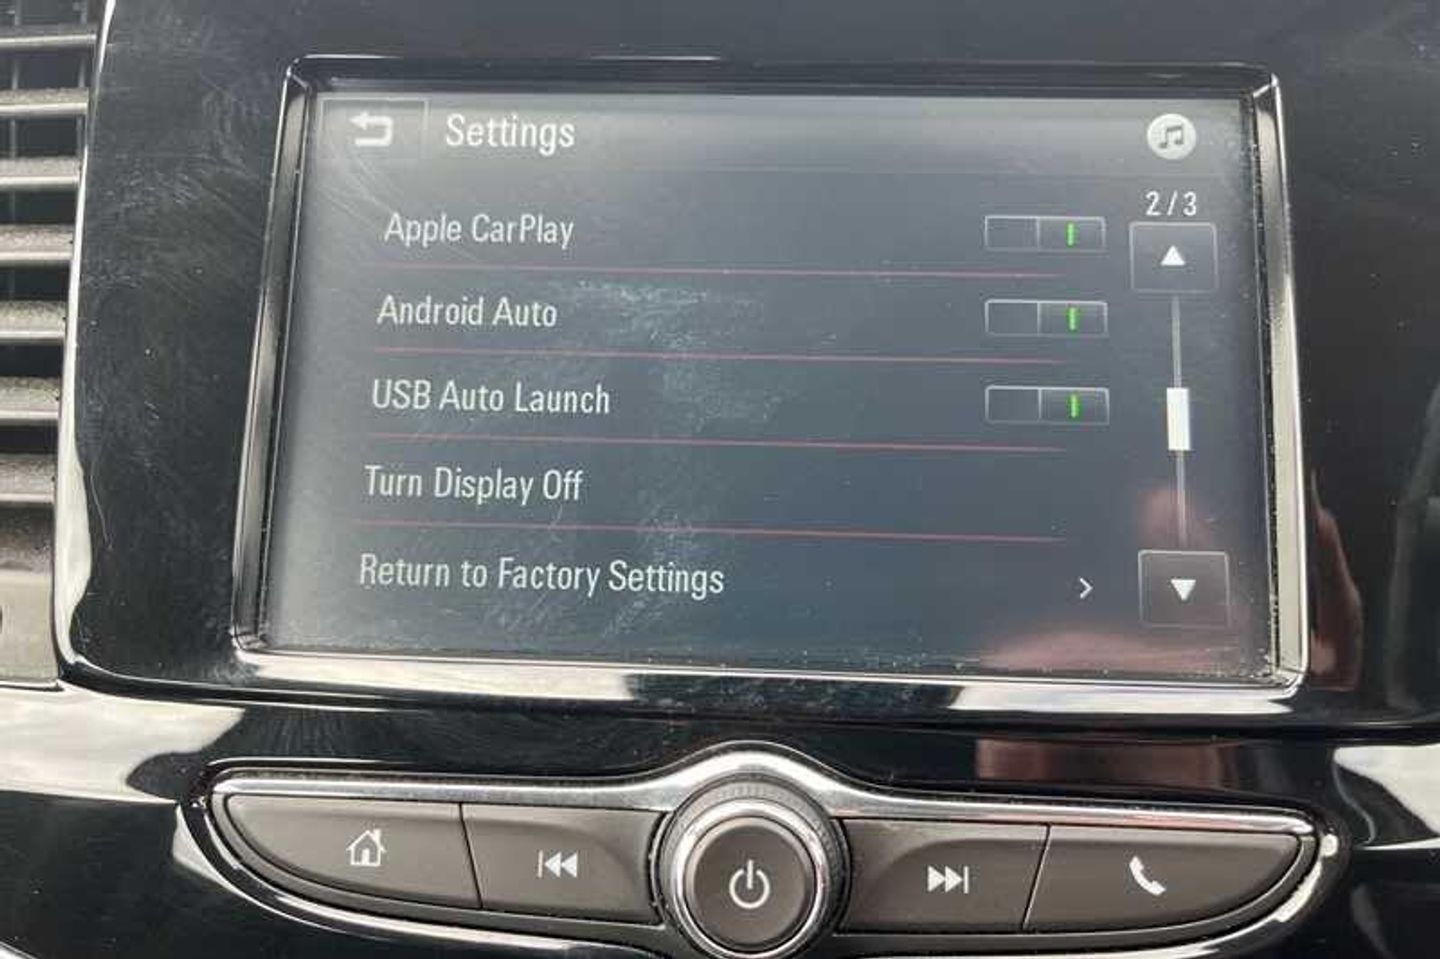 Settings
2/3
Apple CarPlay
Android Auto
USB Auto Launch
Turn Display Off
Return to Factory Settings